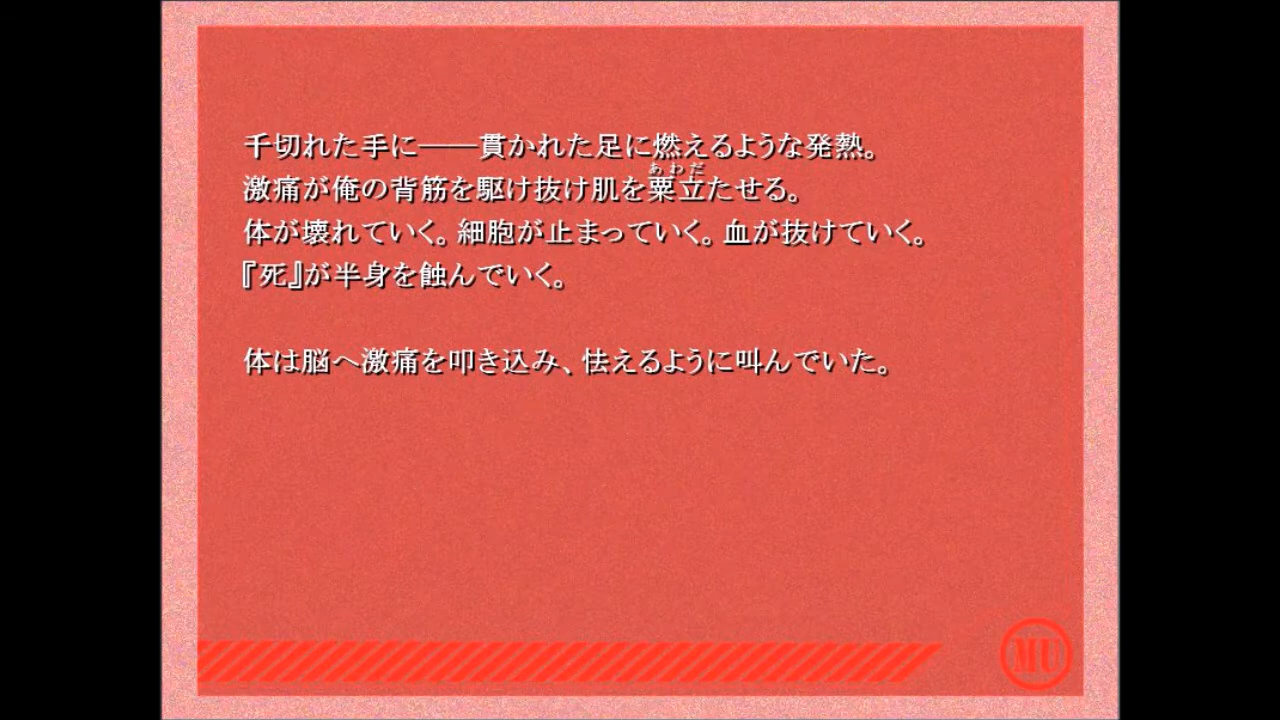 千切れた手に――貫かれた足に燃えるような発熱。
激痛が俺の背筋を駆け抜け肌を粟立たせる。
あわだ
体が壊れていく。細胞が止まっていく。血が抜けていく。
『死』が半身を蝕んでいく。
体は脳へ激痛を叩き込み、怯えるように叫んでいた。
MU